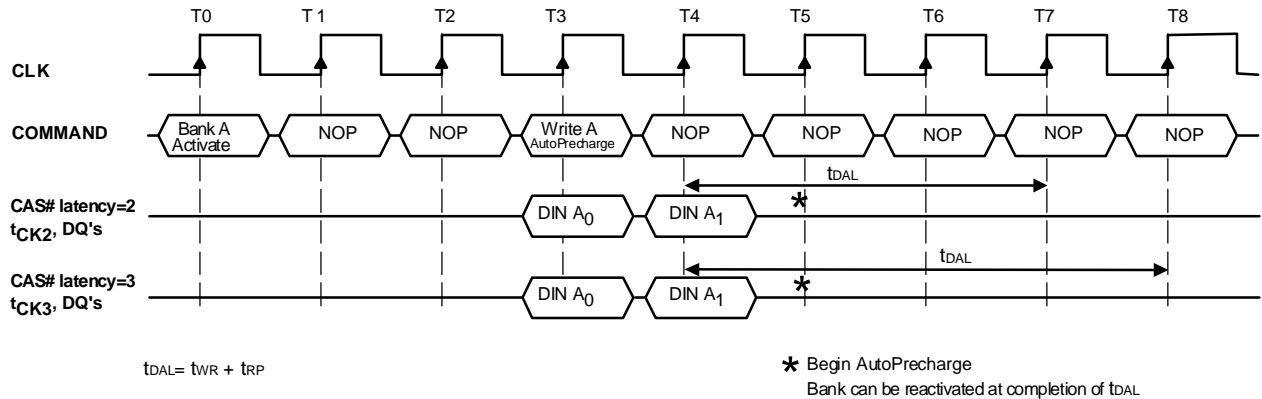 T0 T1 T2 T3 T4 T5 T6 T7 T8
CLK
COMMAND
Bank A
Activate
NOP
NOP
Write A
AutoPrecharge
NOP
NOP
NOP
NOP
NOP
tDAL
CAS# latency=2
tCK2, DQ's
DIN A0
DIN A1
*
tDAL
CAS# latency=3
tCK3, DQ's
DIN A0
DIN A1
*
tDAL= tWR + tRP
* Begin AutoPrecharge
Bank can be reactivated at completion of tDAL